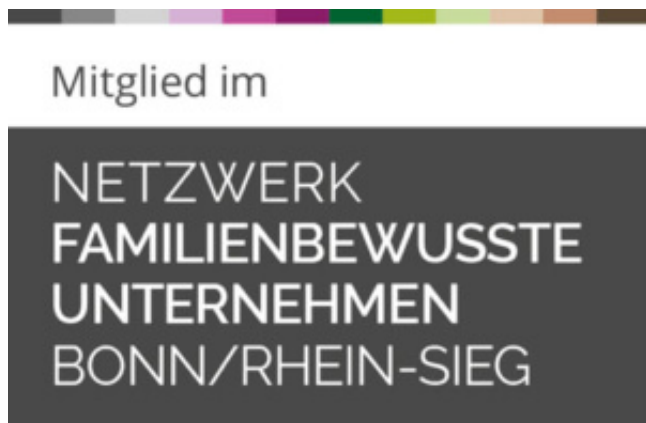 Mitglied im
NETZWERK
FAMILIENBEWUSSTE
UNTERNEHMEN
BONN/RHEIN-SIEG